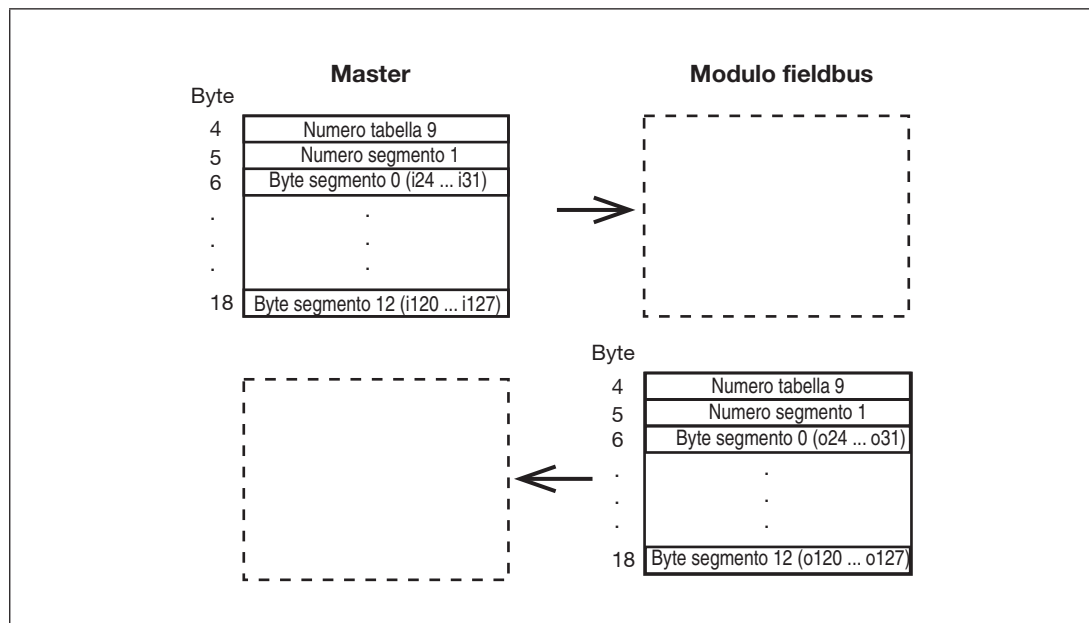 Master
Modulo fieldbus
Byte
4 Numero tabella 9
5 Numero segmento 1
6 Byte segmento 0 (i24 ... i31)
. .
. .
. .
18 Byte segmento 12 (i120 ... i127)
Byte
4 Numero tabella 9
5 Numero segmento 1
6 Byte segmento 0 (o24 ... o31)
. .
. .
. .
18 Byte segmento 12 (o120 ... o127)